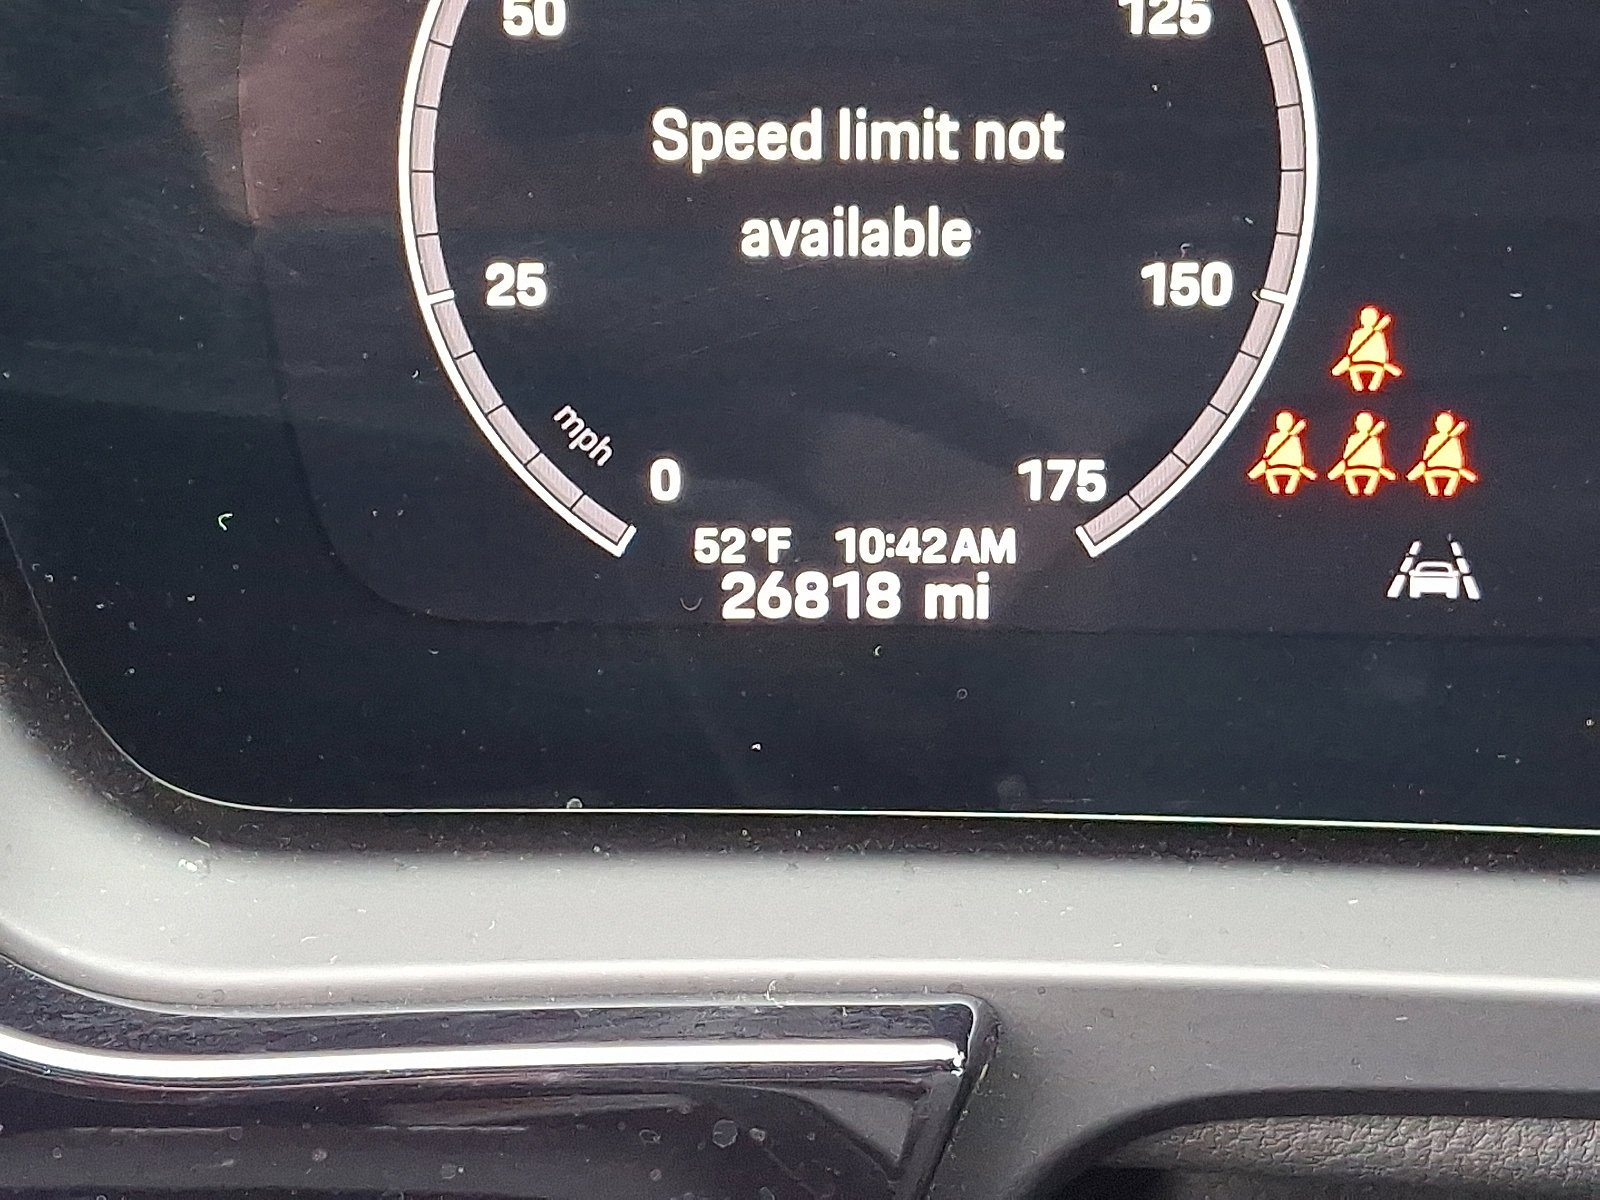 50
125
Speed limit not
available
25
150
mph
0
175
52°F 10:42AM
26818 mi